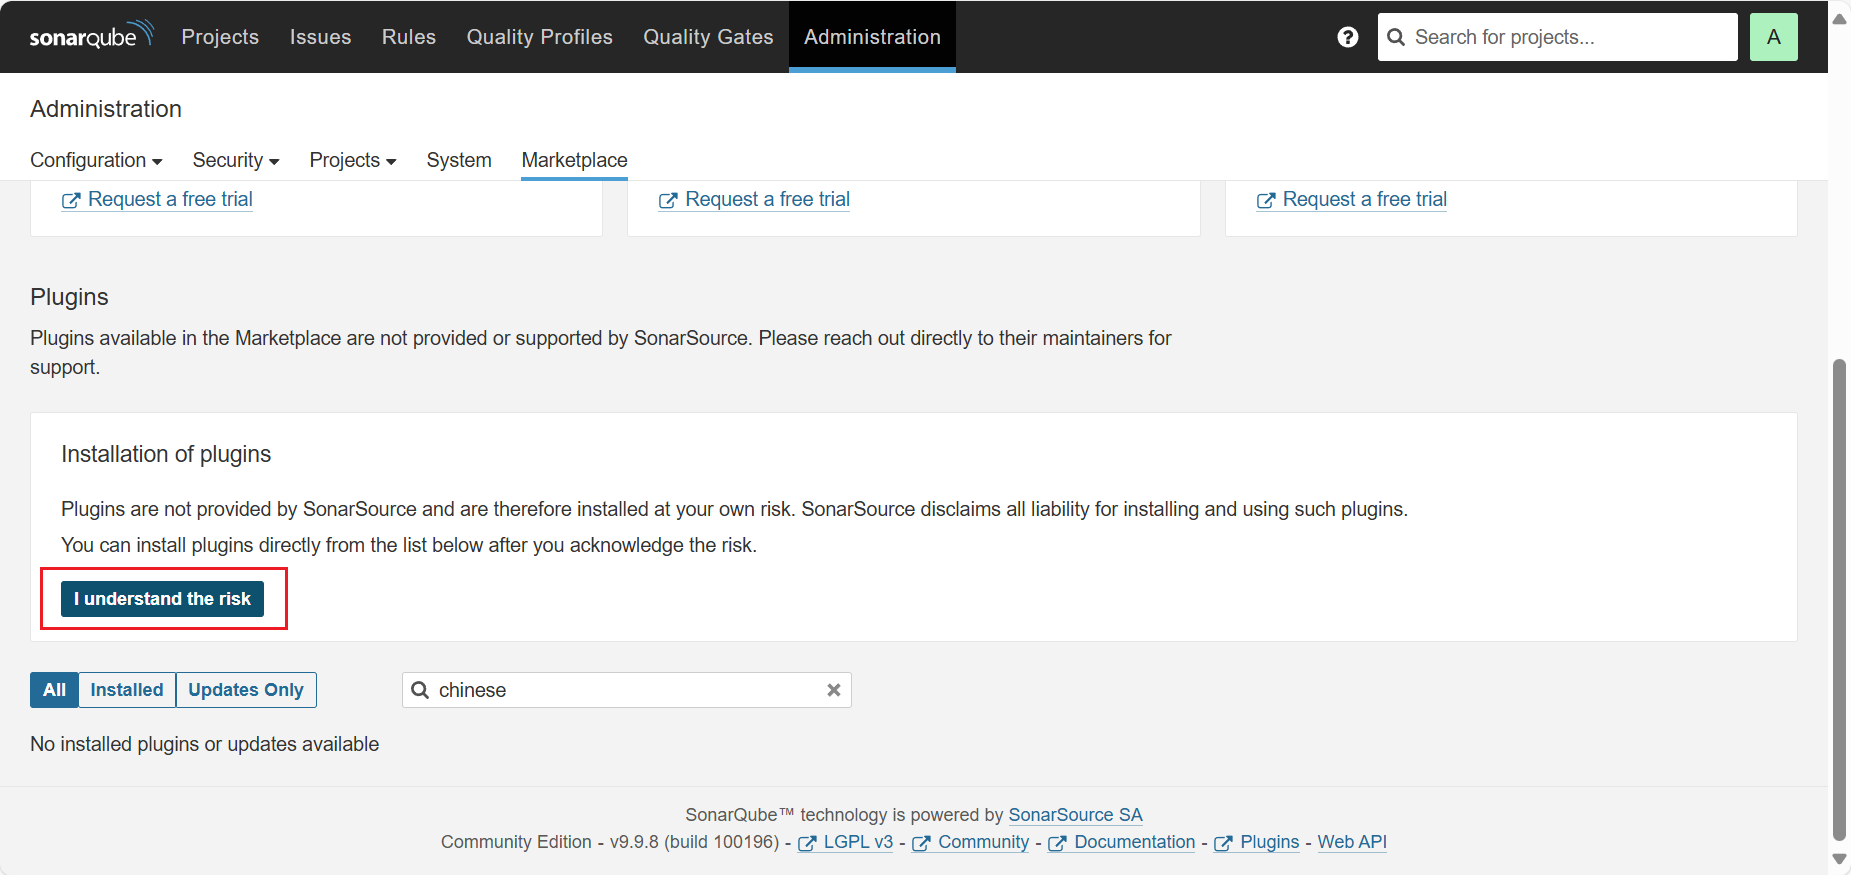 sonarqube Projects Issues Rules Quality Profiles Quality Gates Administration ? Search for projects... A
Administration
Configuration Security Projects System Marketplace
Request a free trial Request a free trial Request a free trial
Plugins
Plugins available in the Marketplace are not provided or supported by SonarSource. Please reach out directly to their maintainers for
support.
Installation of plugins
Plugins are not provided by SonarSource and are therefore installed at your own risk. SonarSource disclaims all liability for installing and using such plugins.
You can install plugins directly from the list below after you acknowledge the risk.
I understand the risk
All Installed Updates Only chinese
No installed plugins or updates available
SonarQube™ technology is powered by SonarSource SA
Community Edition - v9.9.8 (build 100196) - LGPL v3 - Community - Documentation - Plugins - Web API